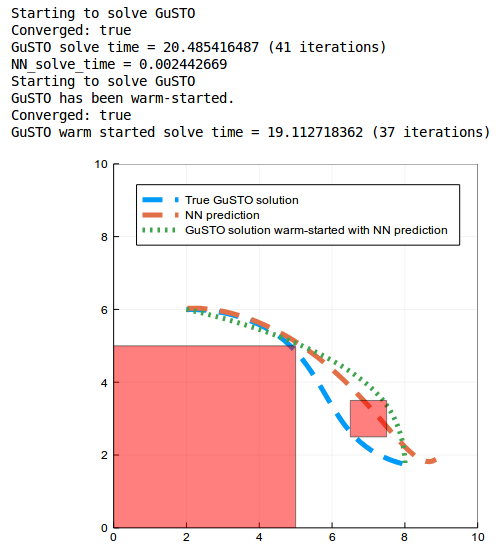 Starting to solve GuSTO
Converged: true
GuSTO solve time = 20.485416487 (41 iterations)
NN_solve_time = 0.002442669
Starting to solve GuSTO
GuSTO has been warm-started.
Converged: true
GuSTO warm started solve time = 19.112718362 (37 iterations)
10
True GuSTO solution
NN prediction
GuSTO solution warm-started with NN prediction
8
6
4
2
0
0 2 4 6 8 10